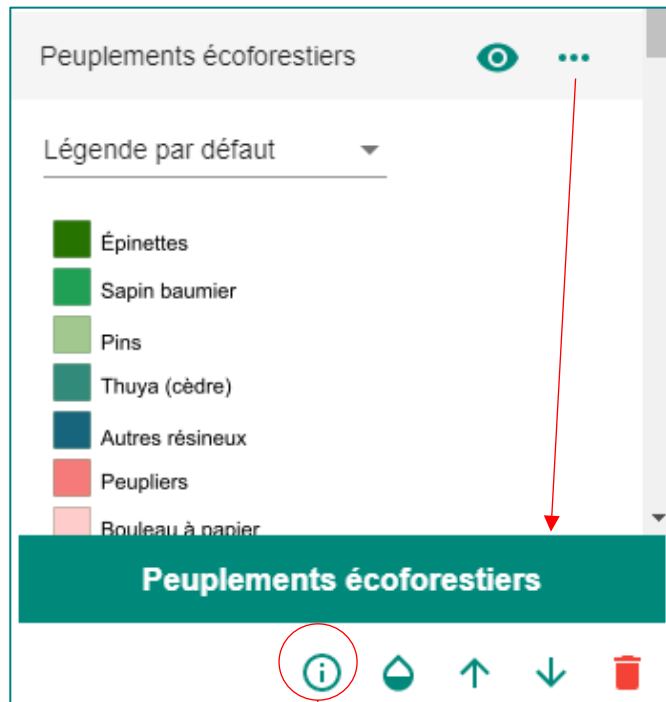 Peuplements écoforestiers
Légende par défaut
Épinettes
Sapin baumier
Pins
Thuya (cèdre)
Autres résineux
Peupliers
Bouleau à papier
Peuplements écoforestiers